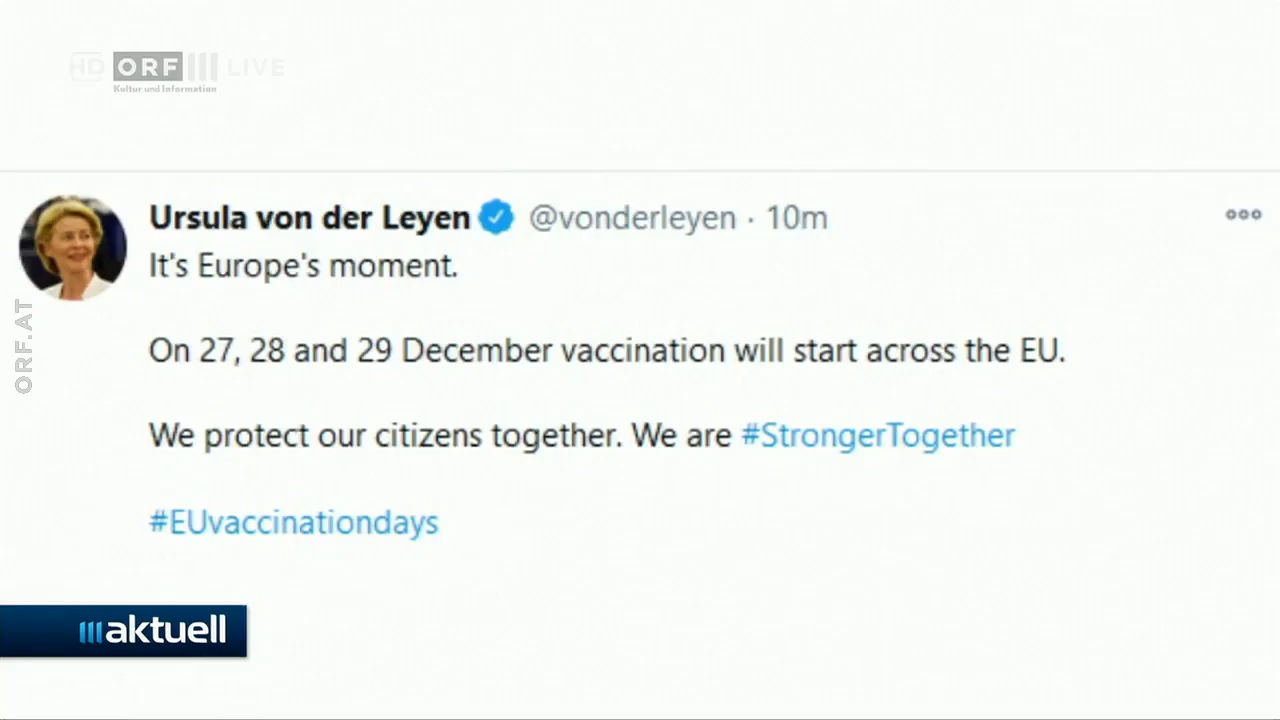 HD ORF III LIVE
Kultur und Information
Ursula von der Leyen @vonderleyen · 10m
It's Europe's moment.
On 27, 28 and 29 December vaccination will start across the EU.
We protect our citizens together. We are #StrongerTogether
#EUvaccinationdays
ORF.AT
III aktuell